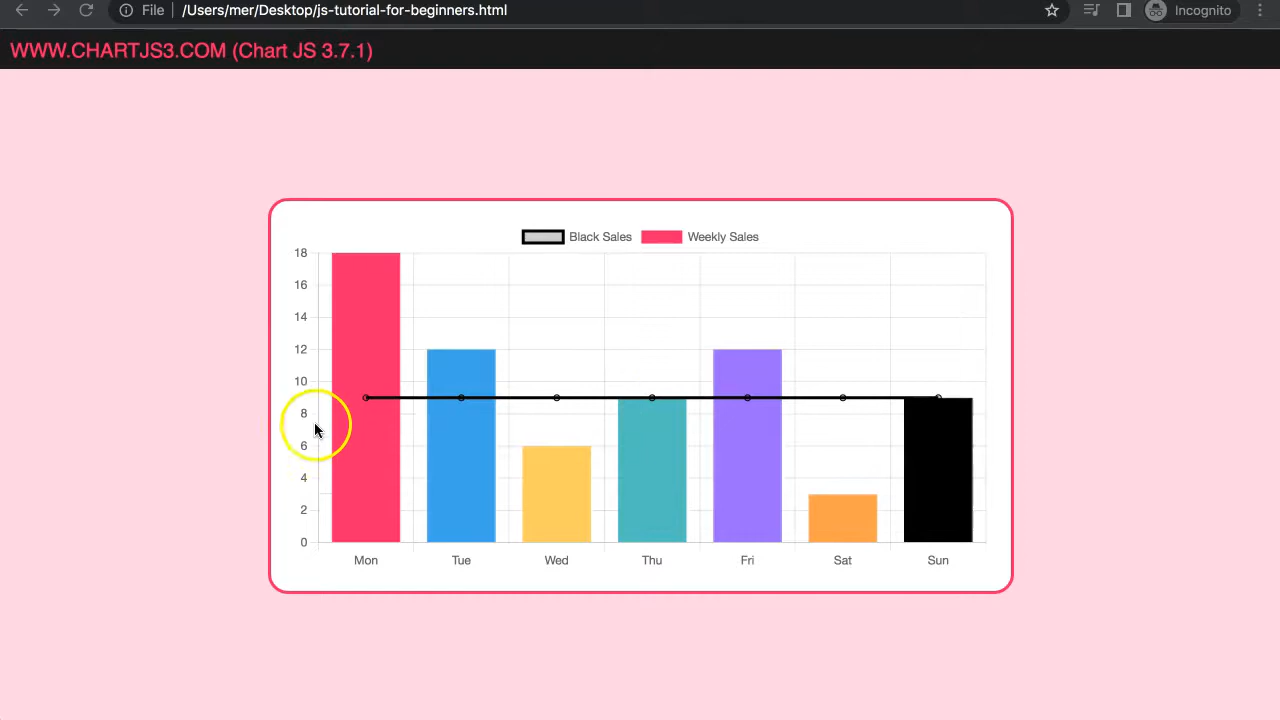 File /Users/mer/Desktop/js-tutorial-for-beginners.html Incognito
WWW.CHARTJS3.COM (Chart JS 3.7.1)
Black Sales Weekly Sales
18
16
14
12
10
8
6
4
2
0
Mon Tue Wed Thu Fri Sat Sun